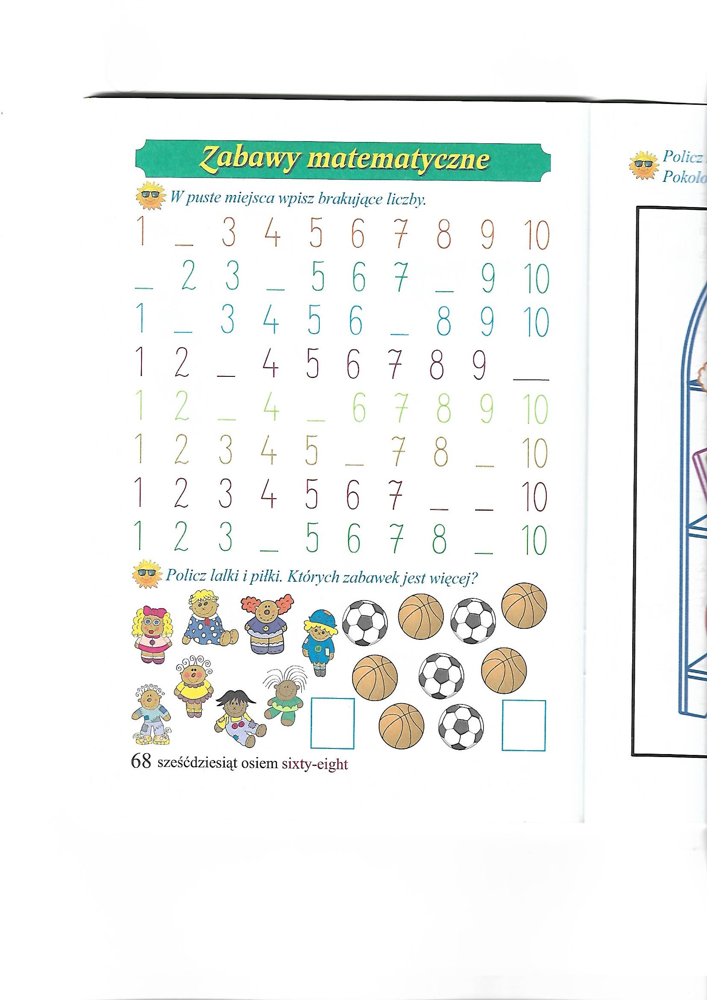 Zabawy matematyczne
W puste miejsca wpisz brakujące liczby.
1 _ 3 4 5 6 7 8 9 10
_ 2 3 _ 5 6 7 _ 9 10
1 _ 3 4 5 6 _ 8 9 10
1 2 _ 4 5 6 7 8 9 __
1 2 _ 4 _ 6 7 8 9 10
1 2 3 4 5 _ 7 8 _ 10
1 2 3 4 5 6 7 _ _ 10
1 2 3 _ 5 6 7 8 _ 10
Policz lalki i piłki. Których zabawek jest więcej?
68 sześćdziesiąt osiem sixty-eight
Policz